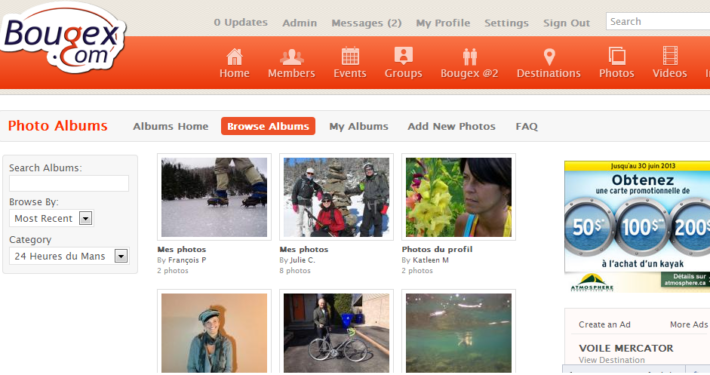 Bougex
.com
0 Updates Admin Messages (2) My Profile Settings Sign Out Search
Home Members Events Groups Bougex @2 Destinations Photos Videos
Photo Albums Albums Home Browse Albums My Albums Add New Photos FAQ
Search Albums:
Browse By:
Most Recent
Category
24 Heures du Mans
Mes photos
By François P
2 photos
Mes photos
By Julie C.
8 photos
Photos du profil
By Katleen M
2 photos
Jusqu'au 30 juin 2013
Obtenez
une carte promotionelle de
50$ 100$ 200$
à l'achat d'un kayak
ATMOSPHERE
Détails sur
atmosphere.ca
Create an Ad More Ads
VOILE MERCATOR
View Destination